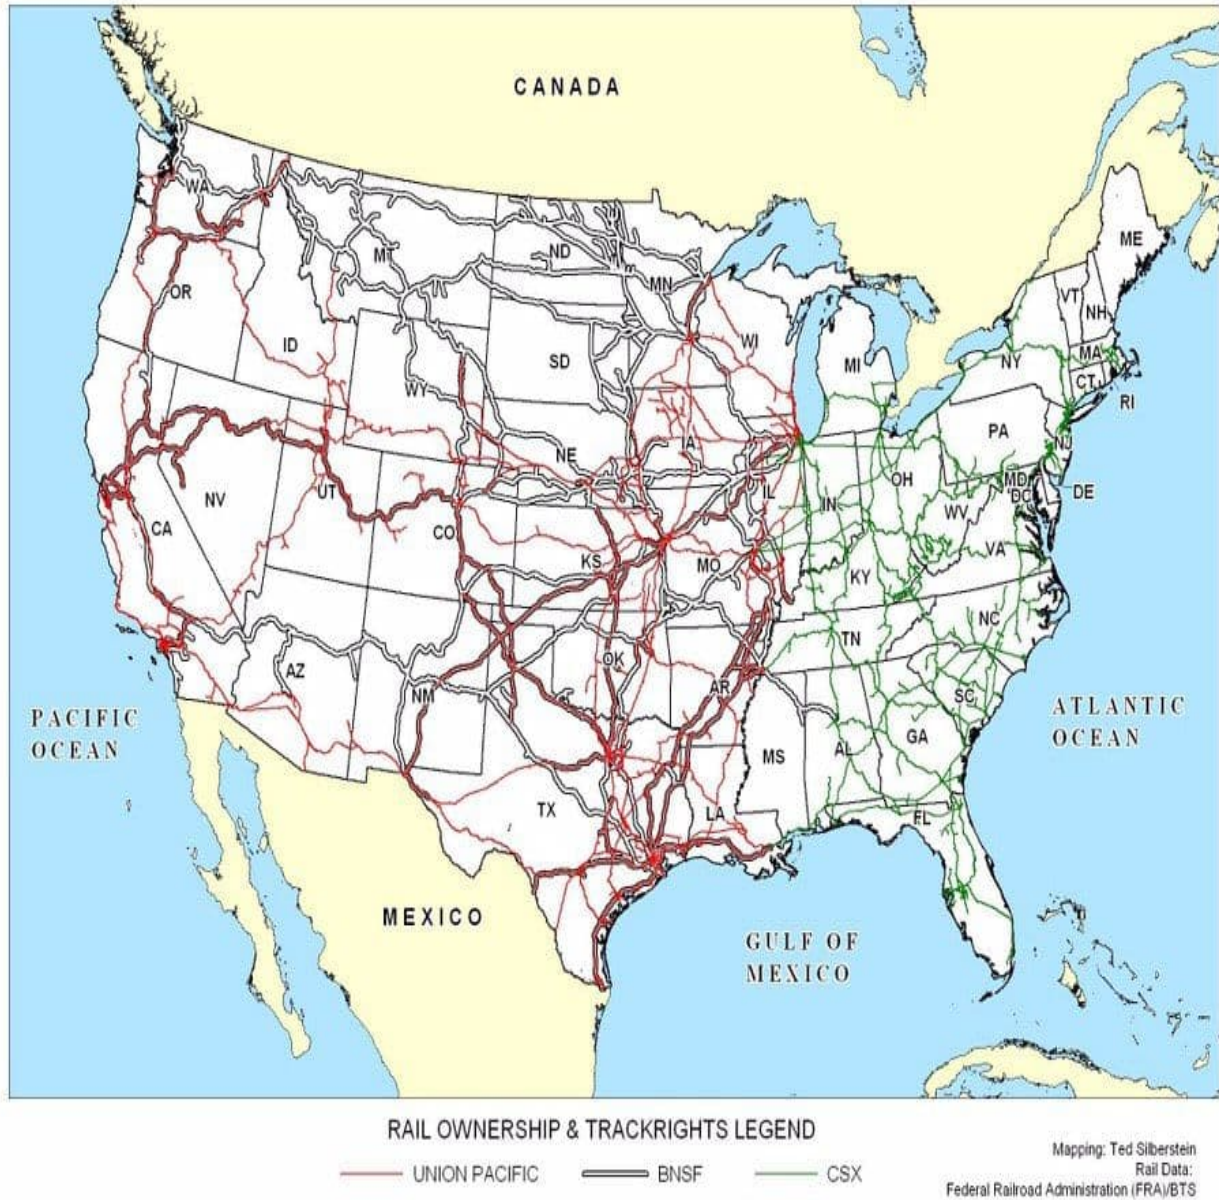 CANADA
WA
MT
ND
MN
ME
OR
ID
SD
WI
VT
NH
MI
NY
MA
CT
RI
WY
NE
IA
PA
NJ
NV
UT
IL
IN
OH
MD
DC
DE
CA
CO
KS
MO
WV
VA
KY
AZ
NM
OK
AR
TN
NC
SC
PACIFIC
OCEAN
ATLANTIC
OCEAN
MS
AL
GA
TX
LA
FL
MEXICO
GULF OF
MEXICO
RAIL OWNERSHIP & TRACKRIGHTS LEGEND
UNION PACIFIC
BNSF
CSX
Mapping: Ted Silberstein
Rail Data:
Federal Railroad Administration (FRA)/BTS